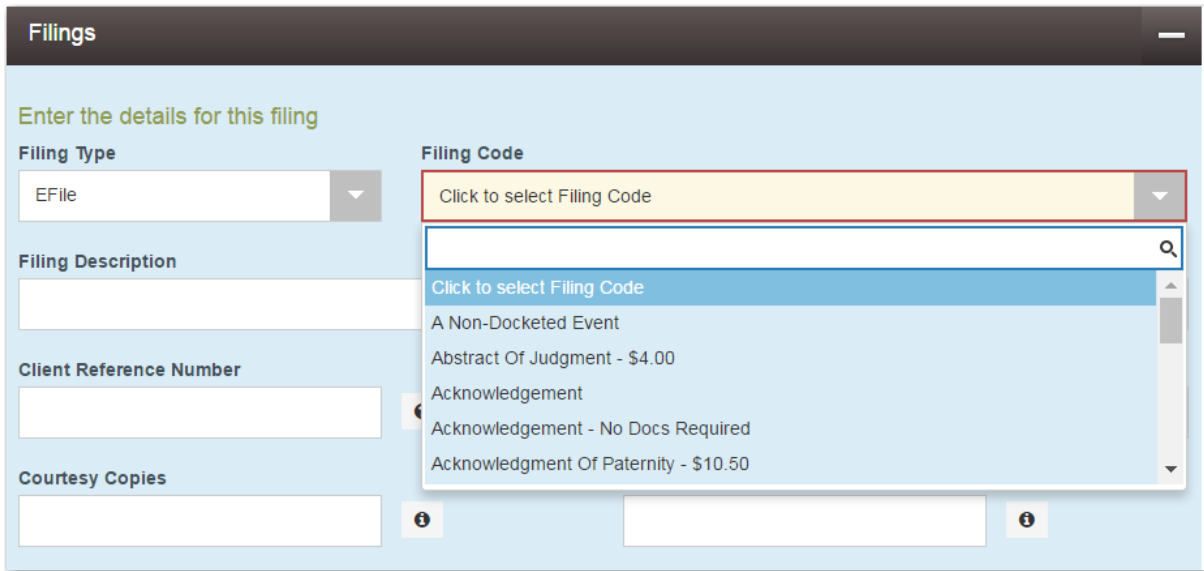 Filings
Enter the details for this filing
Filing Type
Filing Code
EFile
Click to select Filing Code
Filing Description
Click to select Filing Code
A Non-Docketed Event
Abstract Of Judgment - $4.00
Client Reference Number
Acknowledgement
Acknowledgement - No Docs Required
Acknowledgment Of Paternity - $10.50
Courtesy Copies